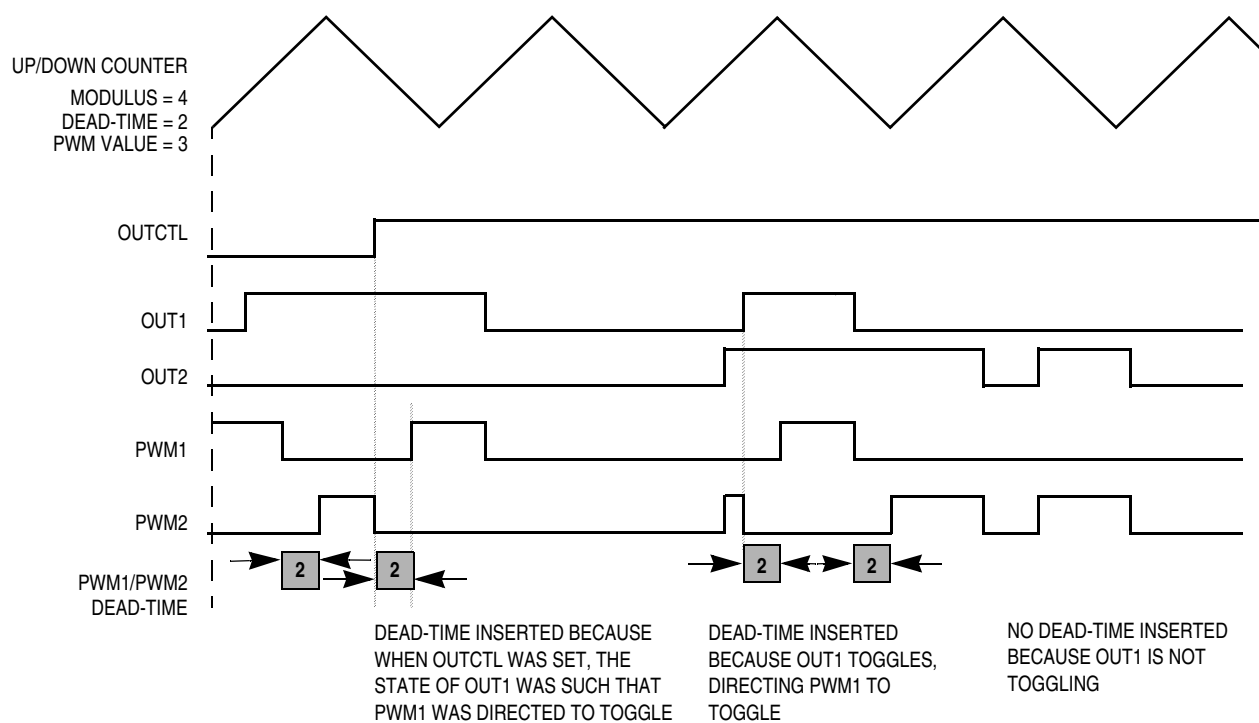 UP/DOWN COUNTER
MODULUS = 4
DEAD-TIME = 2
PWM VALUE = 3
OUTCTL
OUT1
OUT2
PWM1
PWM2
PWM1/PWM2
DEAD-TIME
2
2
2
2
DEAD-TIME INSERTED BECAUSE
WHEN OUTCTL WAS SET, THE
STATE OF OUT1 WAS SUCH THAT
PWM1 WAS DIRECTED TO TOGGLE
DEAD-TIME INSERTED
BECAUSE OUT1 TOGGLES,
DIRECTING PWM1 TO
TOGGLE
NO DEAD-TIME INSERTED
BECAUSE OUT1 IS NOT
TOGGLING